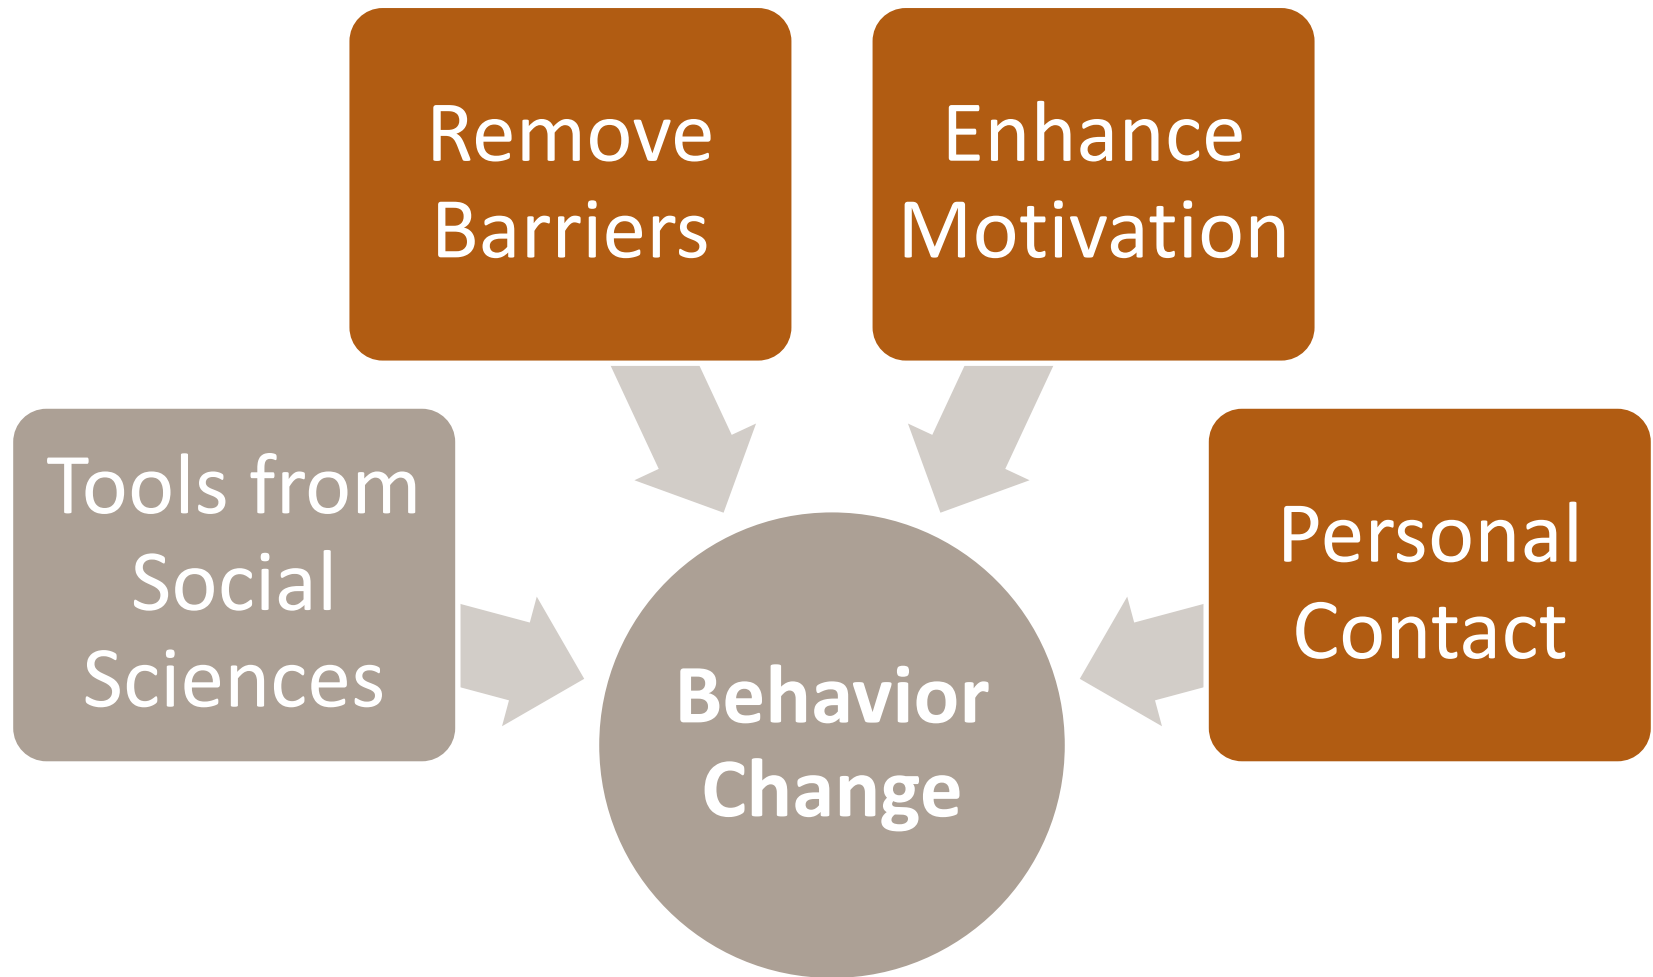 Remove
Barriers
Enhance
Motivation
Tools from
Social
Sciences
Personal
Contact
Behavior
Change